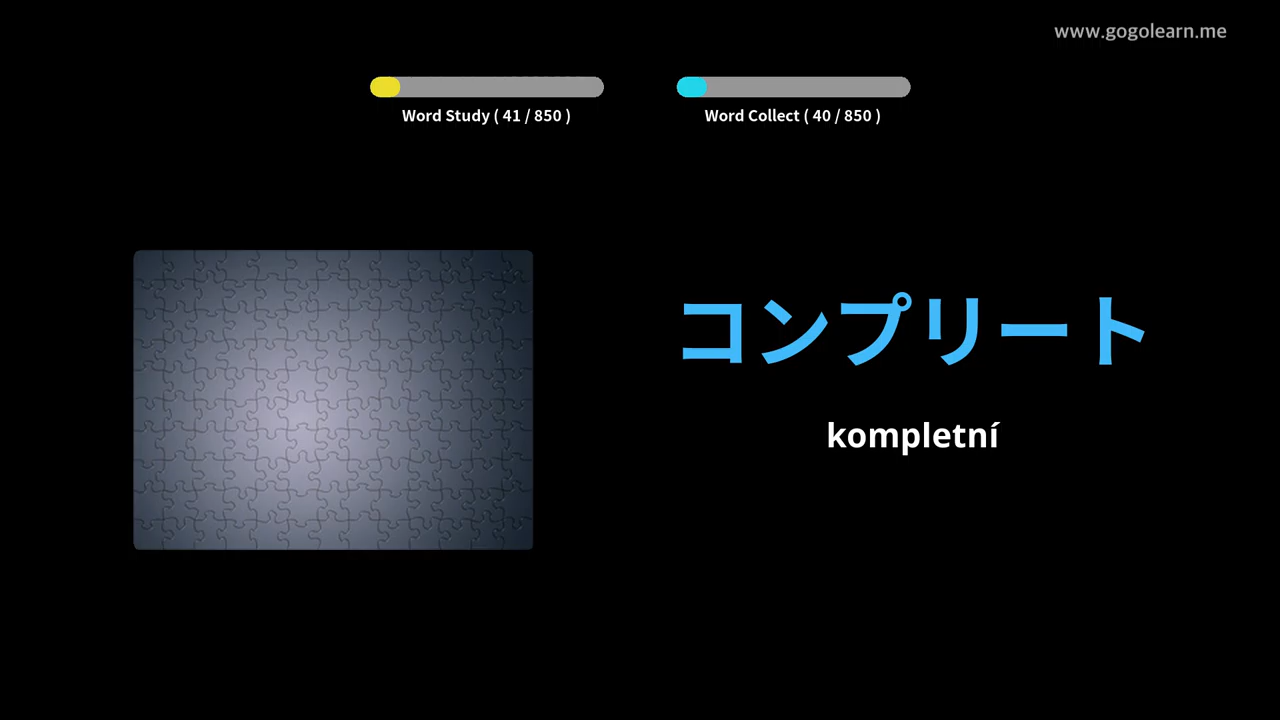 www.gogolearn.me
Word Study ( 41 / 850 )
Word Collect ( 40 / 850 )
コンプリート
kompletní